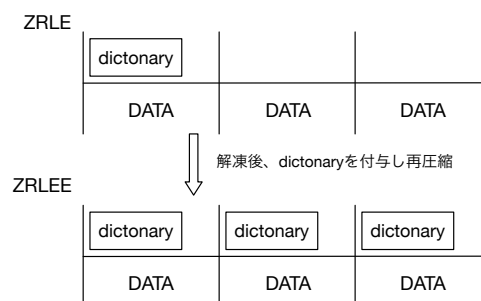 ZRLE
dictonary
DATA DATA DATA
解凍後、dictonaryを付与し再圧縮
ZRLEE
dictonary dictonary dictonary
DATA DATA DATA